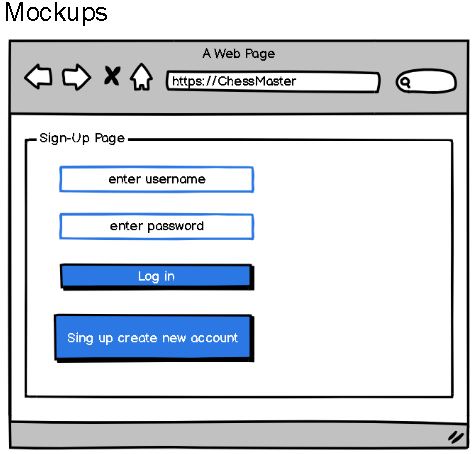 Mockups
A Web Page
https://ChessMaster
Sign-Up Page
enter username
enter password
Log in
Sing up create new account